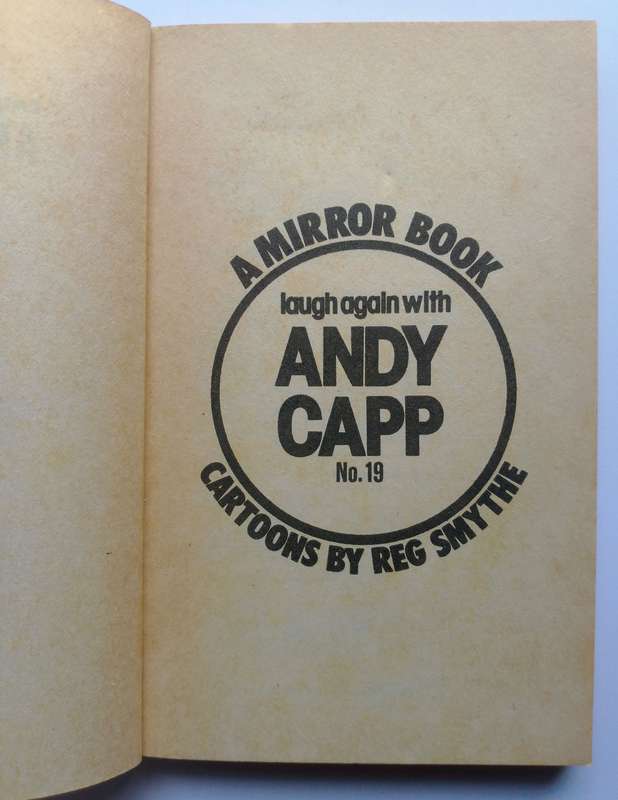 A MIRROR BOOK
laugh again with
ANDY
CAPP
No. 19
CARTOONS BY REG SMYTHE